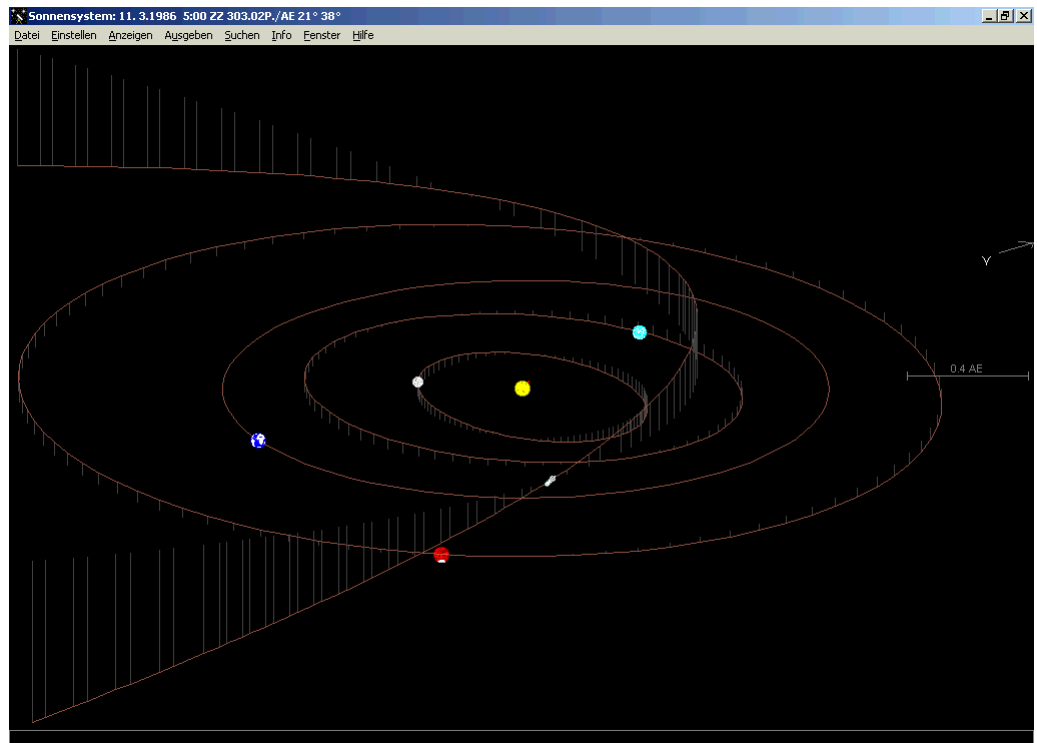 Sonnensystem: 11. 3.1986 5:00 ZZ 303.02P./AE 21° 38°
Datei Einstellen Anzeigen Ausgeben Suchen Info Fenster Hilfe
0.4 AE